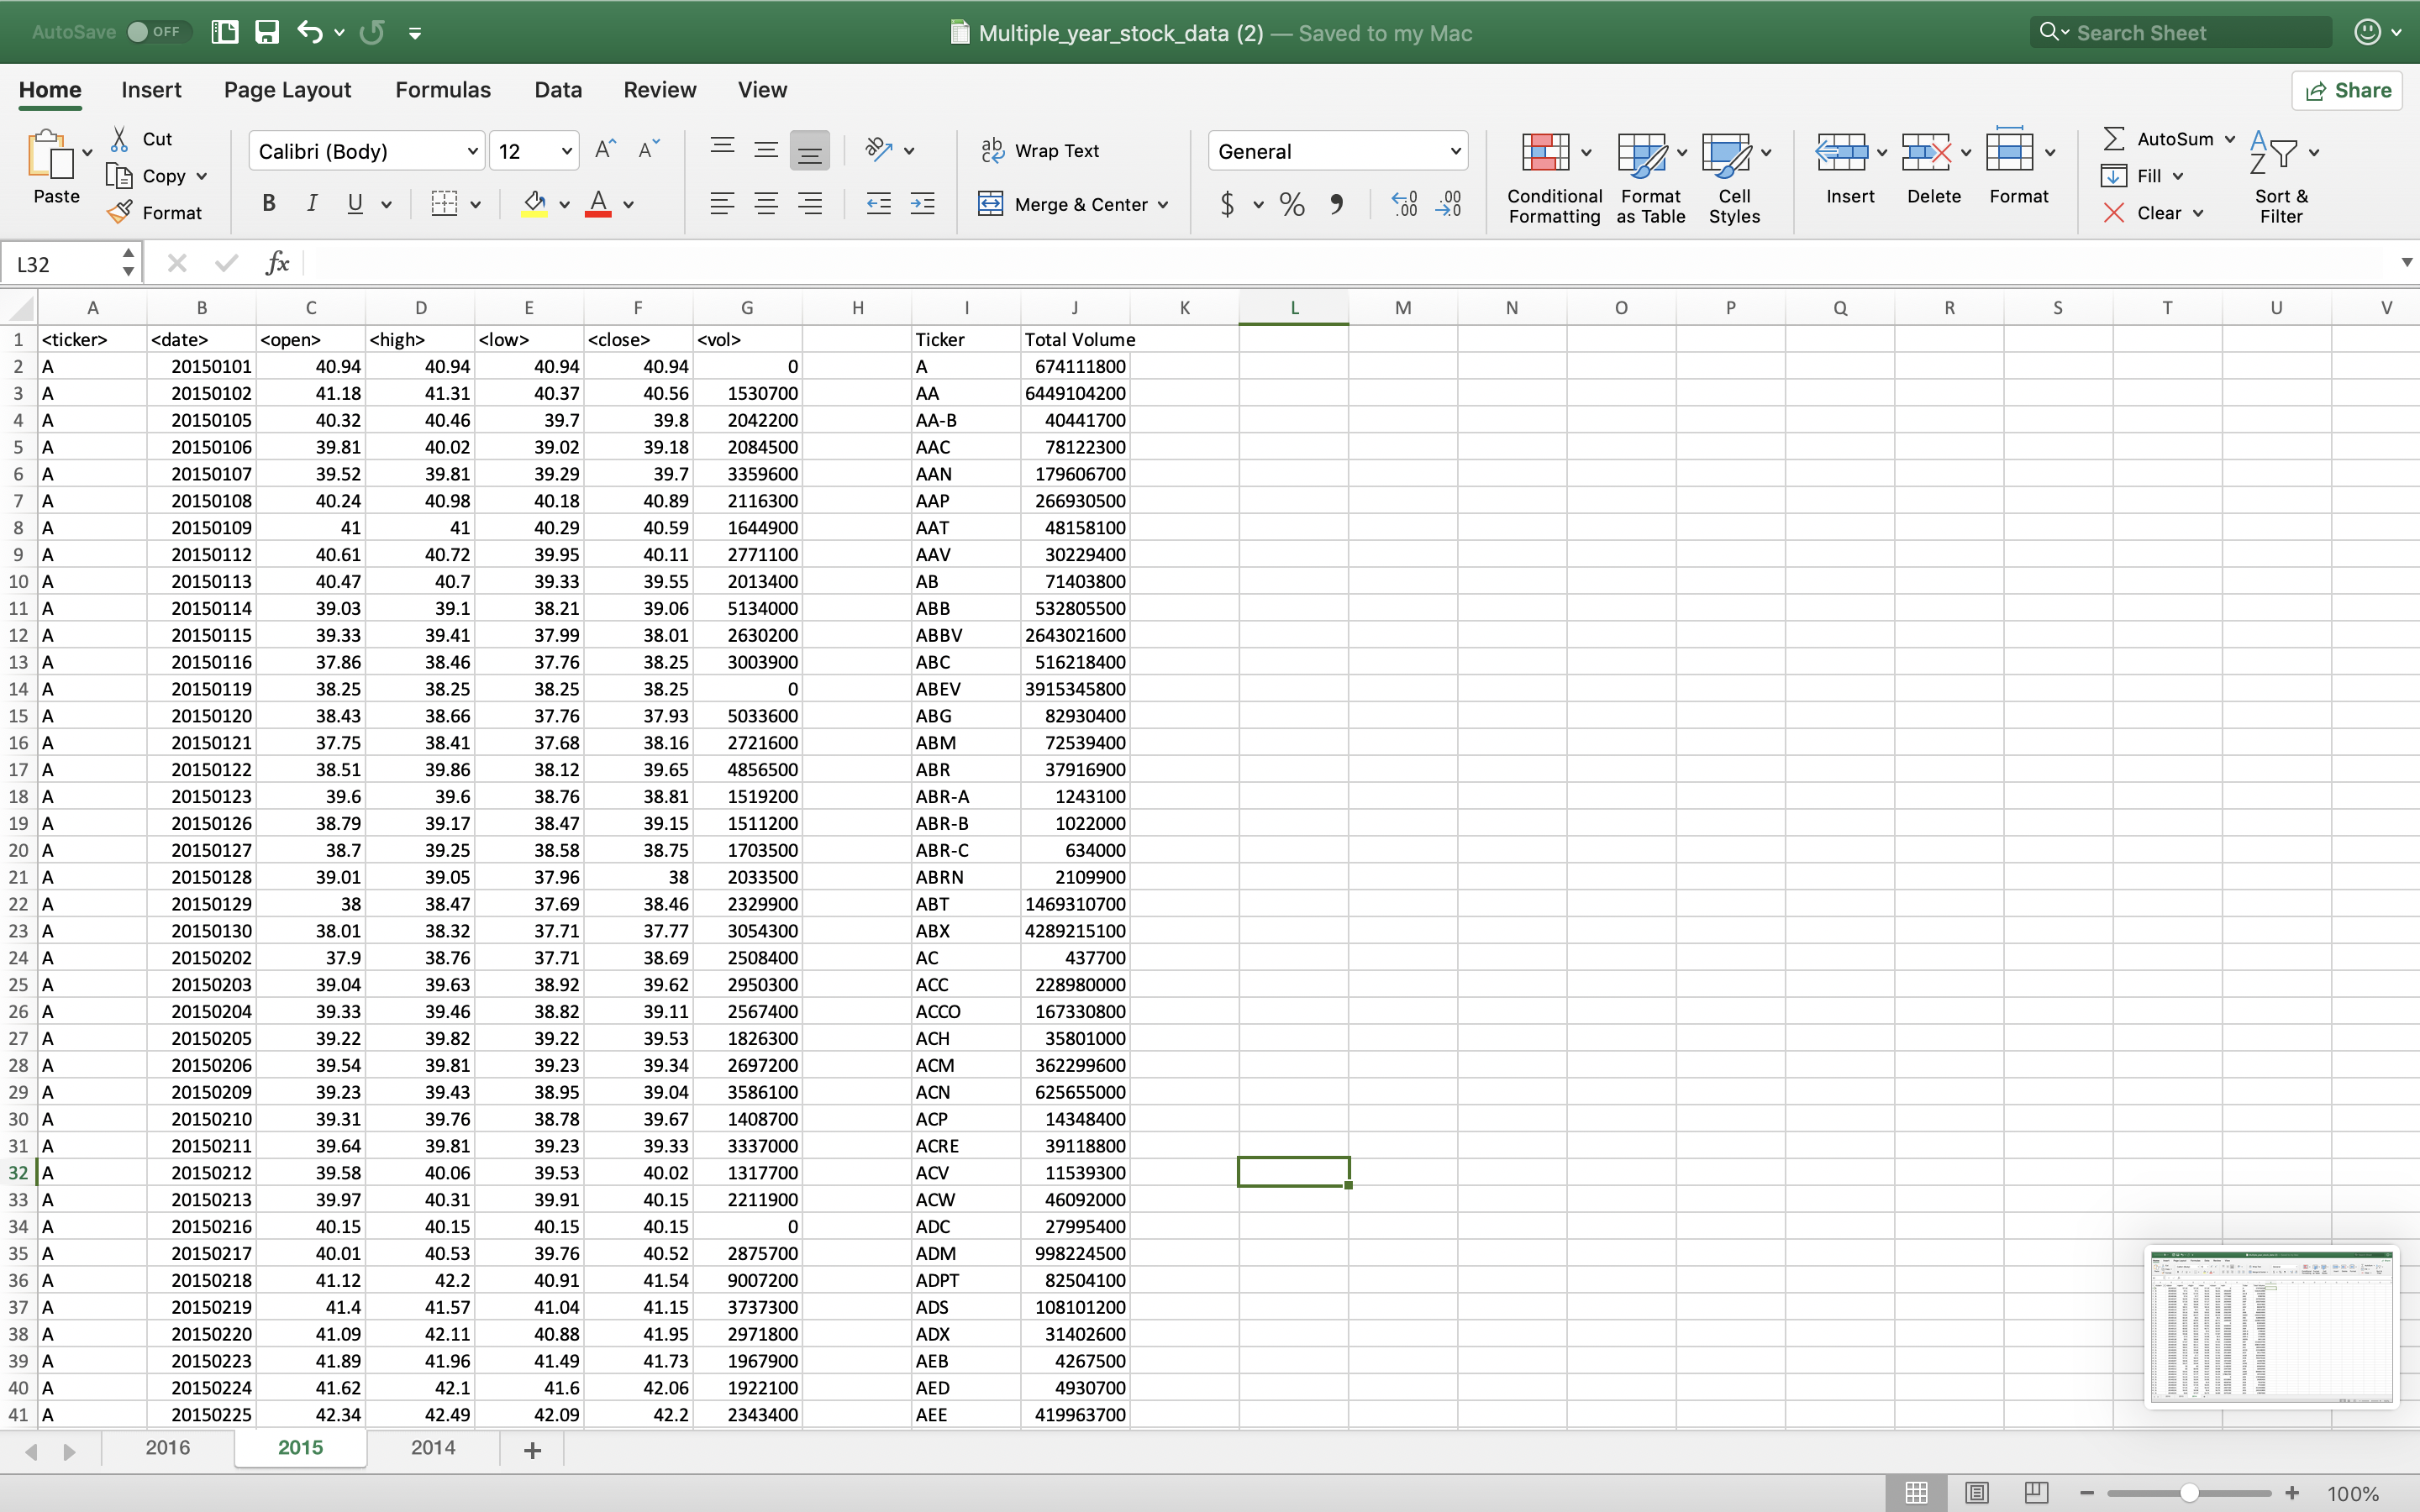 AutoSave OFF Multiple_year_stock_data (2) — Saved to my Mac Search Sheet
Home Insert Page Layout Formulas Data Review View Share
Paste Cut Copy Format Calibri (Body) 12 Wrap Text General Conditional Formatting Format as Table Cell Styles Insert Delete Format AutoSum Fill Clear Sort & Filter
B I U A Merge & Center $ % .00
L32 fx
A B C D E F G H I J K L M N O P Q R S T U V
1 <ticker> <date> <open> <high> <low> <close> <vol> Ticker Total Volume
2 A 20150101 40.94 40.94 40.94 40.94 0 A 674111800
3 A 20150102 41.18 41.31 40.37 40.56 1530700 AA 6449104200
4 A 20150105 40.32 40.46 39.7 39.8 2042200 AA-B 40441700
5 A 20150106 39.81 40.02 39.02 39.18 2084500 AAC 78122300
6 A 20150107 39.52 39.81 39.29 39.7 3359600 AAN 179606700
7 A 20150108 40.24 40.98 40.18 40.89 2116300 AAP 266930500
8 A 20150109 41 41 40.29 40.59 1644900 AAT 48158100
9 A 20150112 40.61 40.72 39.95 40.11 2771100 AAV 30229400
10 A 20150113 40.47 40.7 39.33 39.55 2013400 AB 71403800
11 A 20150114 39.03 39.1 38.21 39.06 5134000 ABB 532805500
12 A 20150115 39.33 39.41 37.99 38.01 2630200 ABBV 2643021600
13 A 20150116 37.86 38.46 37.76 38.25 3003900 ABC 516218400
14 A 20150119 38.25 38.25 38.25 38.25 0 ABEV 3915345800
15 A 20150120 38.43 38.66 37.76 37.93 5033600 ABG 82930400
16 A 20150121 37.75 38.41 37.68 38.16 2721600 ABM 72539400
17 A 20150122 38.51 39.86 38.12 39.65 4856500 ABR 37916900
18 A 20150123 39.6 39.6 38.76 38.81 1519200 ABR-A 1243100
19 A 20150126 38.79 39.17 38.47 39.15 1511200 ABR-B 1022000
20 A 20150127 38.7 39.25 38.58 38.75 1703500 ABR-C 634000
21 A 20150128 39.01 39.05 37.96 38 2033500 ABRN 2109900
22 A 20150129 38 38.47 37.69 38.46 2329900 ABT 1469310700
23 A 20150130 38.01 38.32 37.71 37.77 3054300 ABX 4289215100
24 A 20150202 37.9 38.76 37.71 38.69 2508400 AC 437700
25 A 20150203 39.04 39.63 38.92 39.62 2950300 ACC 228980000
26 A 20150204 39.33 39.46 38.82 39.11 2567400 ACCO 167330800
27 A 20150205 39.22 39.82 39.22 39.53 1826300 ACH 35801000
28 A 20150206 39.54 39.81 39.23 39.34 2697200 ACM 362299600
29 A 20150209 39.23 39.43 38.95 39.04 3586100 ACN 625655000
30 A 20150210 39.31 39.76 38.78 39.67 1408700 ACP 14348400
31 A 20150211 39.64 39.81 39.23 39.33 3337000 ACRE 39118800
32 A 20150212 39.58 40.06 39.53 40.02 1317700 ACV 11539300
33 A 20150213 39.97 40.31 39.91 40.15 2211900 ACW 46092000
34 A 20150216 40.15 40.15 40.15 40.15 0 ADC 27995400
35 A 20150217 40.01 40.53 39.76 40.52 2875700 ADM 998224500
36 A 20150218 41.12 42.2 40.91 41.54 9007200 ADPT 82504100
37 A 20150219 41.4 41.57 41.04 41.15 3737300 ADS 108101200
38 A 20150220 41.09 42.11 40.88 41.95 2971800 ADX 31402600
39 A 20150223 41.89 41.96 41.49 41.73 1967900 AEB 4267500
40 A 20150224 41.62 42.1 41.6 42.06 1922100 AED 4930700
41 A 20150225 42.34 42.49 42.09 42.2 2343400 AEE 419963700
2016 2015 2014
100%